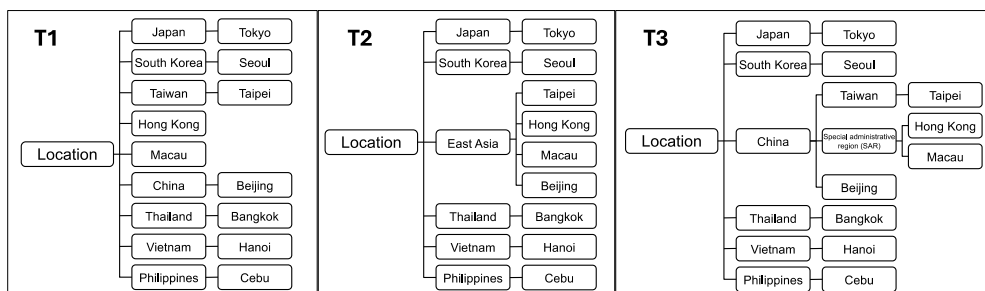 T1
Location
Japan
Tokyo
South Korea
Seoul
Taiwan
Taipei
Hong Kong
Macau
China
Beijing
Thailand
Bangkok
Vietnam
Hanoi
Philippines
Cebu
T2
Location
Japan
Tokyo
South Korea
Seoul
East Asia
Taipei
Hong Kong
Macau
Beijing
Thailand
Bangkok
Vietnam
Hanoi
Philippines
Cebu
T3
Location
Japan
Tokyo
South Korea
Seoul
China
Taiwan
Taipei
Special administrative
region (SAR)
Hong Kong
Macau
Beijing
Thailand
Bangkok
Vietnam
Hanoi
Philippines
Cebu